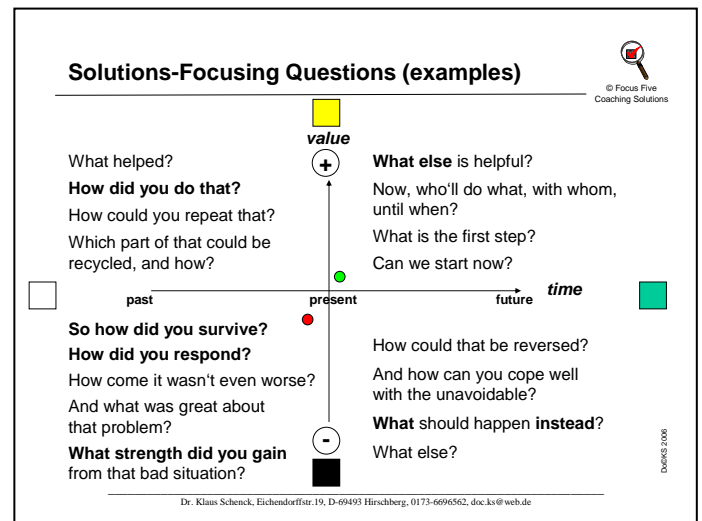 Solutions-Focusing Questions (examples)
© Focus Five
Coaching Solutions
value
+
What helped?
How did you do that?
How could you repeat that?
Which part of that could be
recycled, and how?
What else is helpful?
Now, who'll do what, with whom,
until when?
What is the first step?
Can we start now?
past
present
future
time
So how did you survive?
How did you respond?
How come it wasn‘t even worse?
And what was great about
that problem?
What strength did you gain
from that bad situation?
How could that be reversed?
And how can you cope well
with the unavoidable?
What should happen instead?
What else?
-
Do©KS 2006
Dr. Klaus Schenck, Eichendorffstr.19, D-69493 Hirschberg, 0173-6696562, doc.ks@web.de